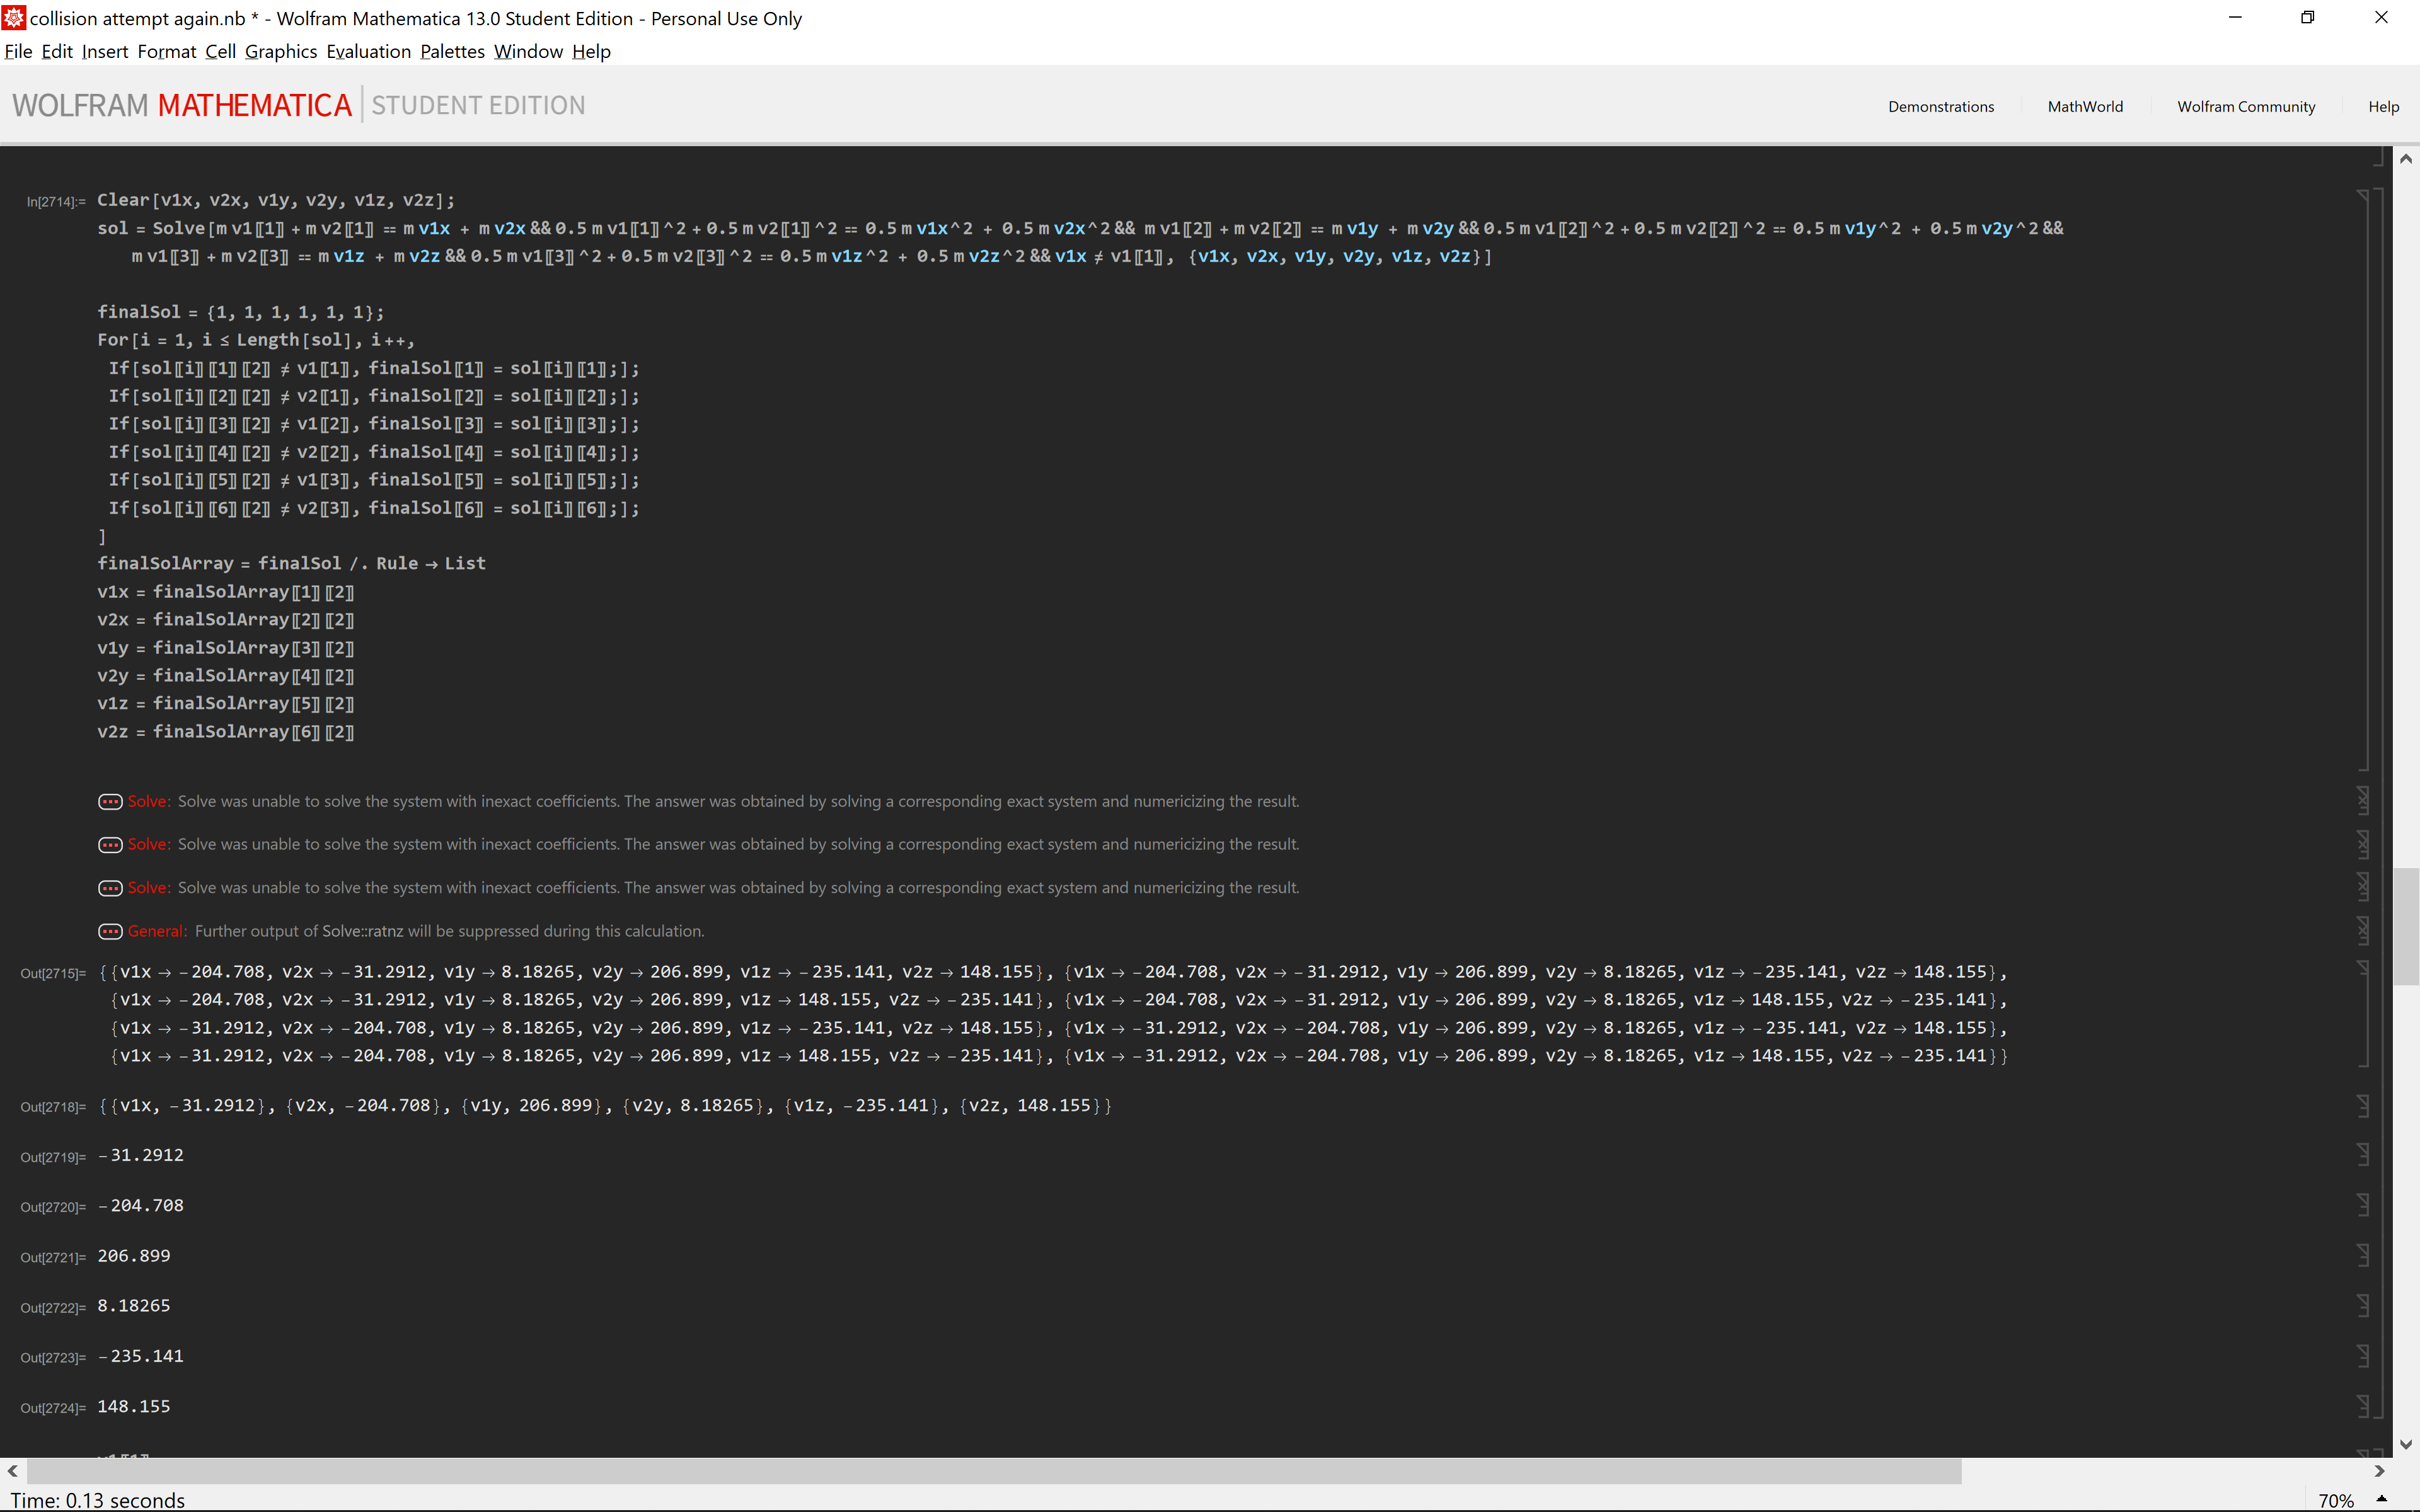 collision attempt again.nb * - Wolfram Mathematica 13.0 Student Edition - Personal Use Only
File Edit Insert Format Cell Graphics Evaluation Palettes Window Help
WOLFRAM MATHEMATICA STUDENT EDITION
Demonstrations MathWorld Wolfram Community Help
In[2714]:= Clear[v1x, v2x, v1y, v2y, v1z, v2z];
sol = Solve[m v1⟦1⟧ + m v2⟦1⟧ == m v1x + m v2x && 0.5 m v1⟦1⟧^2 + 0.5 m v2⟦1⟧^2 == 0.5 m v1x^2 + 0.5 m v2x^2 && m v1⟦2⟧ + m v2⟦2⟧ == m v1y + m v2y && 0.5 m v1⟦2⟧^2 + 0.5 m v2⟦2⟧^2 == 0.5 m v1y^2 + 0.5 m v2y^2 &&
m v1⟦3⟧ + m v2⟦3⟧ == m v1z + m v2z && 0.5 m v1⟦3⟧^2 + 0.5 m v2⟦3⟧^2 == 0.5 m v1z^2 + 0.5 m v2z^2 && v1x ≠ v1⟦1⟧, {v1x, v2x, v1y, v2y, v1z, v2z}]
finalSol = {1, 1, 1, 1, 1, 1};
For[i = 1, i ≤ Length[sol], i++,
If[sol⟦i⟧⟦1⟧⟦2⟧ ≠ v1⟦1⟧, finalSol⟦1⟧ = sol⟦i⟧⟦1⟧;];
If[sol⟦i⟧⟦2⟧⟦2⟧ ≠ v2⟦1⟧, finalSol⟦2⟧ = sol⟦i⟧⟦2⟧;];
If[sol⟦i⟧⟦3⟧⟦2⟧ ≠ v1⟦2⟧, finalSol⟦3⟧ = sol⟦i⟧⟦3⟧;];
If[sol⟦i⟧⟦4⟧⟦2⟧ ≠ v2⟦2⟧, finalSol⟦4⟧ = sol⟦i⟧⟦4⟧;];
If[sol⟦i⟧⟦5⟧⟦2⟧ ≠ v1⟦3⟧, finalSol⟦5⟧ = sol⟦i⟧⟦5⟧;];
If[sol⟦i⟧⟦6⟧⟦2⟧ ≠ v2⟦3⟧, finalSol⟦6⟧ = sol⟦i⟧⟦6⟧;];
]
finalSolArray = finalSol /. Rule → List
v1x = finalSolArray⟦1⟧⟦2⟧
v2x = finalSolArray⟦2⟧⟦2⟧
v1y = finalSolArray⟦3⟧⟦2⟧
v2y = finalSolArray⟦4⟧⟦2⟧
v1z = finalSolArray⟦5⟧⟦2⟧
v2z = finalSolArray⟦6⟧⟦2⟧
Solve: Solve was unable to solve the system with inexact coefficients. The answer was obtained by solving a corresponding exact system and numericizing the result.
Solve: Solve was unable to solve the system with inexact coefficients. The answer was obtained by solving a corresponding exact system and numericizing the result.
Solve: Solve was unable to solve the system with inexact coefficients. The answer was obtained by solving a corresponding exact system and numericizing the result.
General: Further output of Solve::ratnz will be suppressed during this calculation.
Out[2715]= {{v1x → -204.708, v2x → -31.2912, v1y → 8.18265, v2y → 206.899, v1z → -235.141, v2z → 148.155}, {v1x → -204.708, v2x → -31.2912, v1y → 206.899, v2y → 8.18265, v1z → -235.141, v2z → 148.155},
{v1x → -204.708, v2x → -31.2912, v1y → 8.18265, v2y → 206.899, v1z → 148.155, v2z → -235.141}, {v1x → -204.708, v2x → -31.2912, v1y → 206.899, v2y → 8.18265, v1z → 148.155, v2z → -235.141},
{v1x → -31.2912, v2x → -204.708, v1y → 8.18265, v2y → 206.899, v1z → -235.141, v2z → 148.155}, {v1x → -31.2912, v2x → -204.708, v1y → 206.899, v2y → 8.18265, v1z → -235.141, v2z → 148.155},
{v1x → -31.2912, v2x → -204.708, v1y → 8.18265, v2y → 206.899, v1z → 148.155, v2z → -235.141}, {v1x → -31.2912, v2x → -204.708, v1y → 206.899, v2y → 8.18265, v1z → 148.155, v2z → -235.141}}
Out[2718]= {{v1x, -31.2912}, {v2x, -204.708}, {v1y, 206.899}, {v2y, 8.18265}, {v1z, -235.141}, {v2z, 148.155}}
Out[2719]= -31.2912
Out[2720]= -204.708
Out[2721]= 206.899
Out[2722]= 8.18265
Out[2723]= -235.141
Out[2724]= 148.155
Time: 0.13 seconds
70%